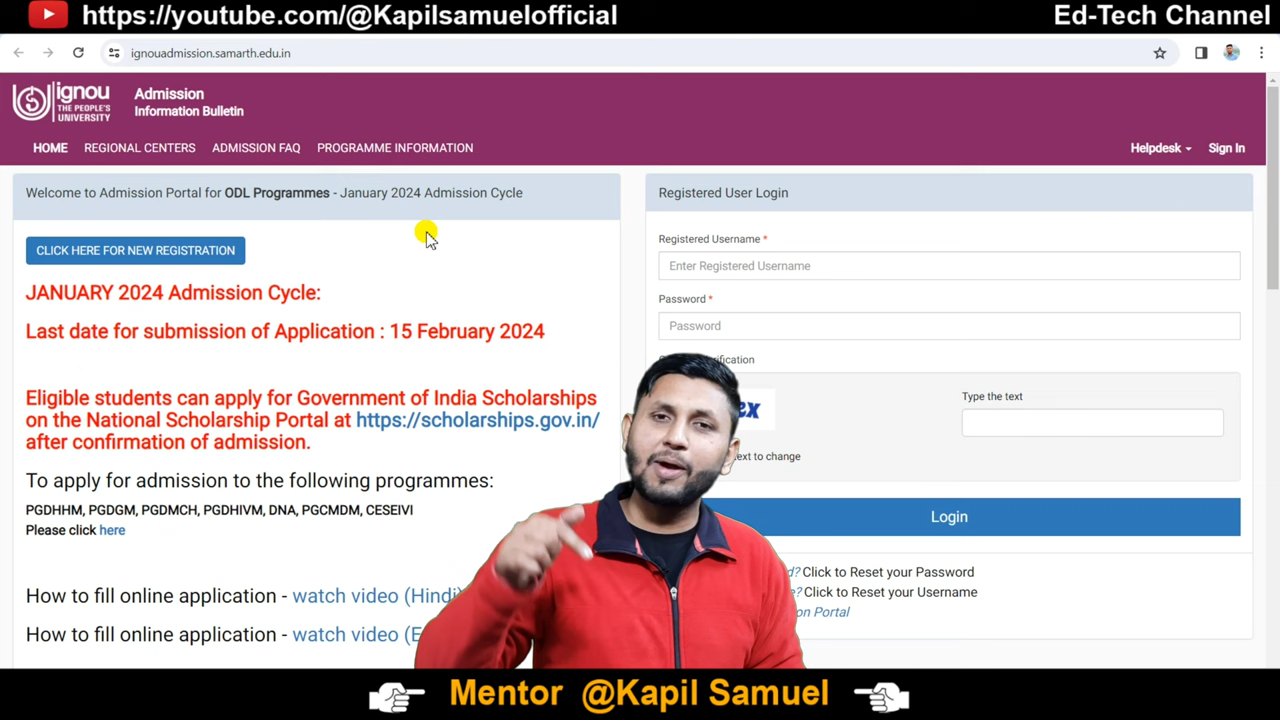 https://youtube.com/@Kapilsamuelofficial
Ed-Tech Channel
ignouadmission.samarth.edu.in
ignou
THE PEOPLE'S
UNIVERSITY
Admission
Information Bulletin
HOME REGIONAL CENTERS ADMISSION FAQ PROGRAMME INFORMATION
Helpdesk Sign In
Welcome to Admission Portal for ODL Programmes - January 2024 Admission Cycle
CLICK HERE FOR NEW REGISTRATION
JANUARY 2024 Admission Cycle:
Last date for submission of Application : 15 February 2024
Eligible students can apply for Government of India Scholarships
on the National Scholarship Portal at https://scholarships.gov.in/
after confirmation of admission.
To apply for admission to the following programmes:
PGDHHM, PGDGM, PGDMCH, PGDHIVM, DNA, PGCMDM, CESEIVI
Please click here
How to fill online application - watch video (Hindi)
How to fill online application - watch video (E
Registered User Login
Registered Username *
Enter Registered Username
Password *
Password
Type the text
to change
Login
Click to Reset your Password
Click to Reset your Username
Portal
Mentor @Kapil Samuel